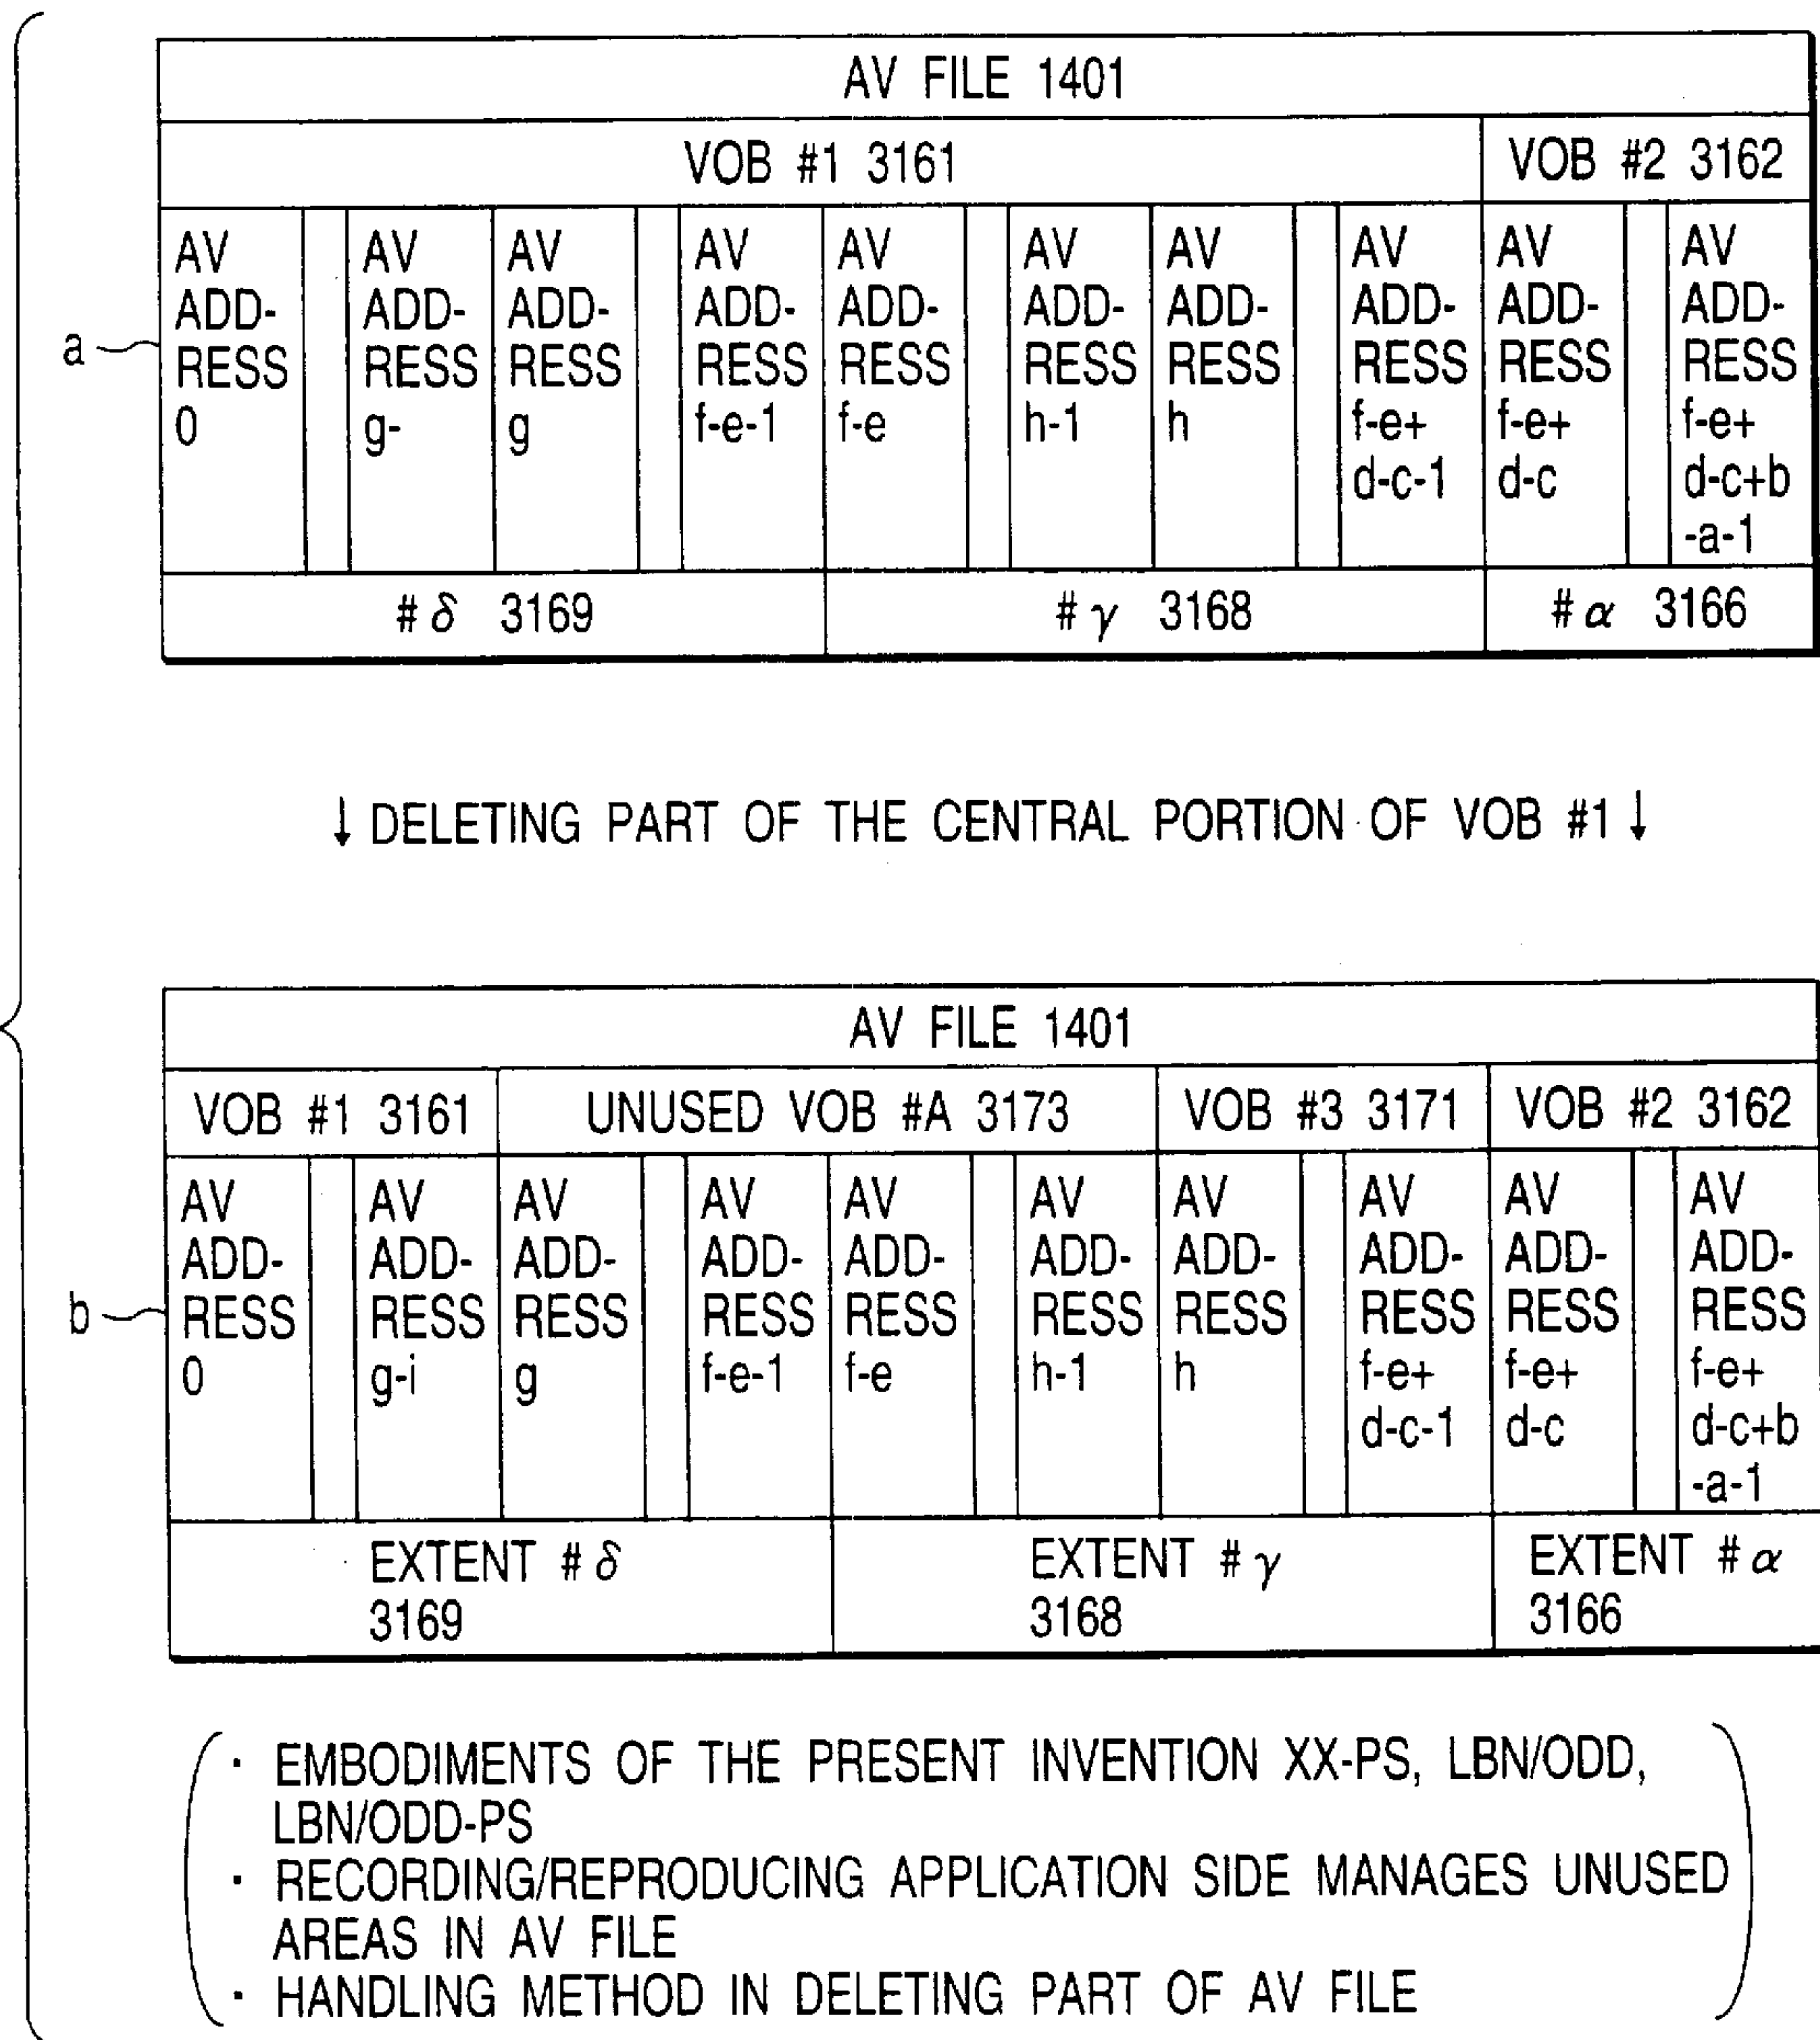 AV FILE 1401
VOB #1 3161 VOB #2 3162
a
AV ADD-RESS 0
AV ADD-RESS g-
AV ADD-RESS g
AV ADD-RESS f-e-1
AV ADD-RESS f-e
AV ADD-RESS h-1
AV ADD-RESS h
AV ADD-RESS f-e+ d-c-1
AV ADD-RESS f-e+ d-c
AV ADD-RESS f-e+ d-c+b -a-1
#δ 3169 #γ 3168 #α 3166
↓ DELETING PART OF THE CENTRAL PORTION OF VOB #1 ↓
AV FILE 1401
VOB #1 3161 UNUSED VOB #A 3173 VOB #3 3171 VOB #2 3162
b
AV ADD-RESS 0
AV ADD-RESS g-i
AV ADD-RESS g
AV ADD-RESS f-e-1
AV ADD-RESS f-e
AV ADD-RESS h-1
AV ADD-RESS h
AV ADD-RESS f-e+ d-c-1
AV ADD-RESS f-e+ d-c
AV ADD-RESS f-e+ d-c+b -a-1
EXTENT #δ 3169
EXTENT #γ 3168
EXTENT #α 3166
· EMBODIMENTS OF THE PRESENT INVENTION XX-PS, LBN/ODD,
LBN/ODD-PS
· RECORDING/REPRODUCING APPLICATION SIDE MANAGES UNUSED
AREAS IN AV FILE
· HANDLING METHOD IN DELETING PART OF AV FILE